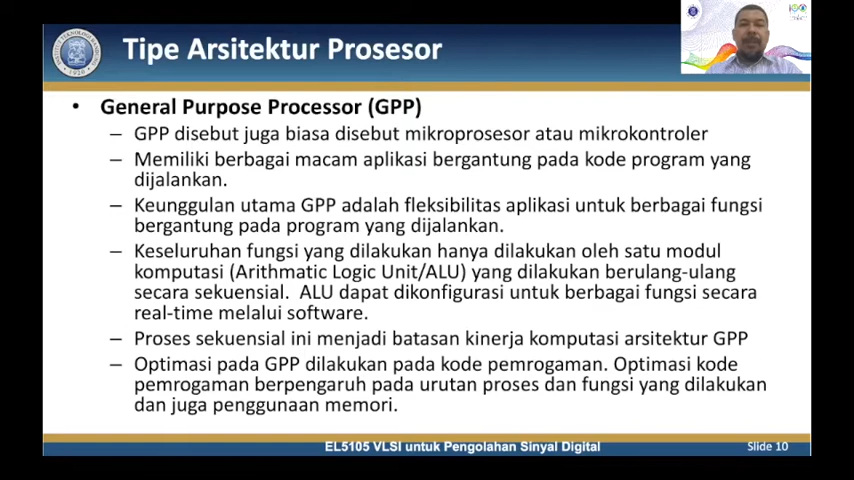 Tipe Arsitektur Prosesor
• General Purpose Processor (GPP)
– GPP disebut juga biasa disebut mikroprosesor atau mikrokontroler
– Memiliki berbagai macam aplikasi bergantung pada kode program yang
dijalankan.
– Keunggulan utama GPP adalah fleksibilitas aplikasi untuk berbagai fungsi
bergantung pada program yang dijalankan.
– Keseluruhan fungsi yang dilakukan hanya dilakukan oleh satu modul
komputasi (Arithmatic Logic Unit/ALU) yang dilakukan berulang-ulang
secara sekuensial. ALU dapat dikonfigurasi untuk berbagai fungsi secara
real-time melalui software.
– Proses sekuensial ini menjadi batasan kinerja komputasi arsitektur GPP
– Optimasi pada GPP dilakukan pada kode pemrogaman. Optimasi kode
pemrogaman berpengaruh pada urutan proses dan fungsi yang dilakukan
dan juga penggunaan memori.
EL5105 VLSI untuk Pengolahan Sinyal Digital
Slide 10